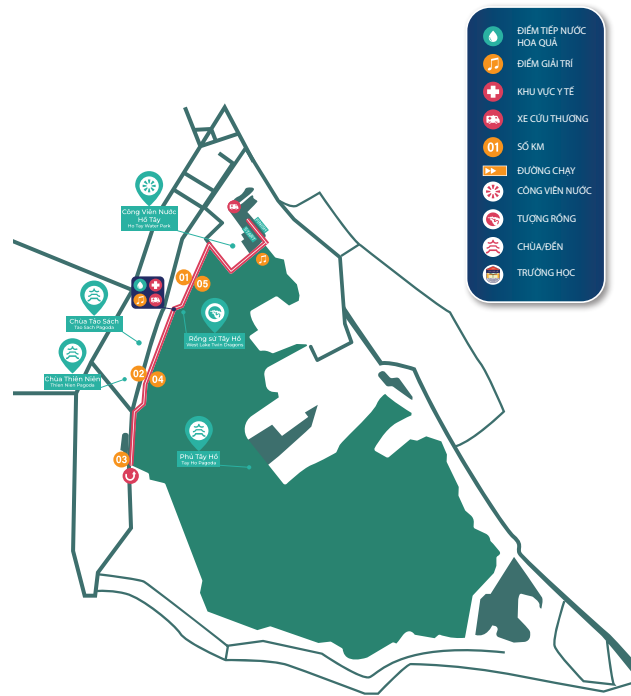 ĐIỂM TIẾP NƯỚC
HOA QUẢ
ĐIỂM GIẢI TRÍ
KHU VỰC Y TẾ
XE CỨU THƯƠNG
01
SỐ KM
ĐƯỜNG CHẠY
CÔNG VIÊN NƯỚC
TƯỢNG RỒNG
CHÙA/ĐỀN
TRƯỜNG HỌC
Công Viên Nước
Hồ Tây
Ho Tay Water Park
START
01
05
Chùa Tảo Sách
Tao Sach Pagoda
Rồng sứ Tây Hồ
West Lake Twin Dragons
Chùa Thiên Niên
Thien Nien Pagoda
02
04
Phủ Tây Hồ
Tay Ho Pagoda
03